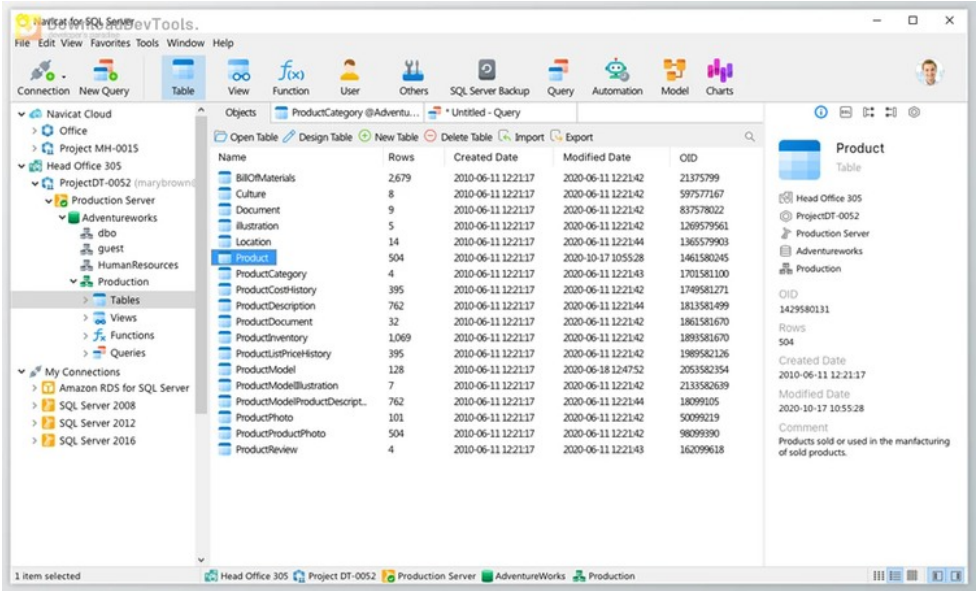 Navicat for SQL Server
DownloadDevTools.
developer's paradise
File Edit View Favorites Tools Window Help
Connection New Query Table View Function User Others SQL Server Backup Query Automation Model Charts
Navicat Cloud
Office
Project MH-0015
Head Office 305
ProjectDT-0052 (marybrown@
Production Server
Adventureworks
dbo
guest
HumanResources
Production
Tables
Views
Functions
Queries
My Connections
Amazon RDS for SQL Server
SQL Server 2008
SQL Server 2012
SQL Server 2016
Objects ProductCategory @Adventu... * Untitled - Query
Open Table Design Table New Table Delete Table Import Export
Name Rows Created Date Modified Date OID
BillOfMaterials 2,679 2010-06-11 12:21:17 2020-06-11 12:21:42 21375799
Culture 8 2010-06-11 12:21:17 2020-06-11 12:21:42 597577167
Document 9 2010-06-11 12:21:17 2020-06-11 12:21:42 837578022
illustration 5 2010-06-11 12:21:17 2020-06-11 12:21:42 1269579561
Location 14 2010-06-11 12:21:17 2020-06-11 12:21:44 1365579903
Product 504 2010-06-11 12:21:17 2020-10-17 10:55:28 1461580245
ProductCategory 4 2010-06-11 12:21:17 2020-06-11 12:21:43 1701581100
ProductCostHistory 395 2010-06-11 12:21:17 2020-06-11 12:21:42 1749581271
ProductDescription 762 2010-06-11 12:21:17 2020-06-11 12:21:44 1813581499
ProductDocument 32 2010-06-11 12:21:17 2020-06-11 12:21:42 1861581670
ProductInventory 1,069 2010-06-11 12:21:17 2020-06-11 12:21:42 1893581670
ProductListPriceHistory 395 2010-06-11 12:21:17 2020-06-11 12:21:42 1989582126
ProductModel 128 2010-06-11 12:21:17 2020-06-18 12:47:52 2053582354
ProductModelIllustration 7 2010-06-11 12:21:17 2020-06-11 12:21:42 2133582639
ProductModelProductDescript.. 762 2010-06-11 12:21:17 2020-06-11 12:21:44 18099105
ProductPhoto 101 2010-06-11 12:21:17 2020-06-11 12:21:42 50099219
ProductProductPhoto 504 2010-06-11 12:21:17 2020-06-11 12:21:42 98099390
ProductReview 4 2010-06-11 12:21:17 2020-06-11 12:21:43 162099618
Product
Table
Head Office 305
ProjectDT-0052
Production Server
Adventureworks
Production
OID
1429580131
Rows
504
Created Date
2010-06-11 12:21:17
Modified Date
2020-10-17 10:55:28
Comment
Products sold or used in the manfacturing
of sold products.
1 item selected Head Office 305 Project DT-0052 Production Server AdventureWorks Production